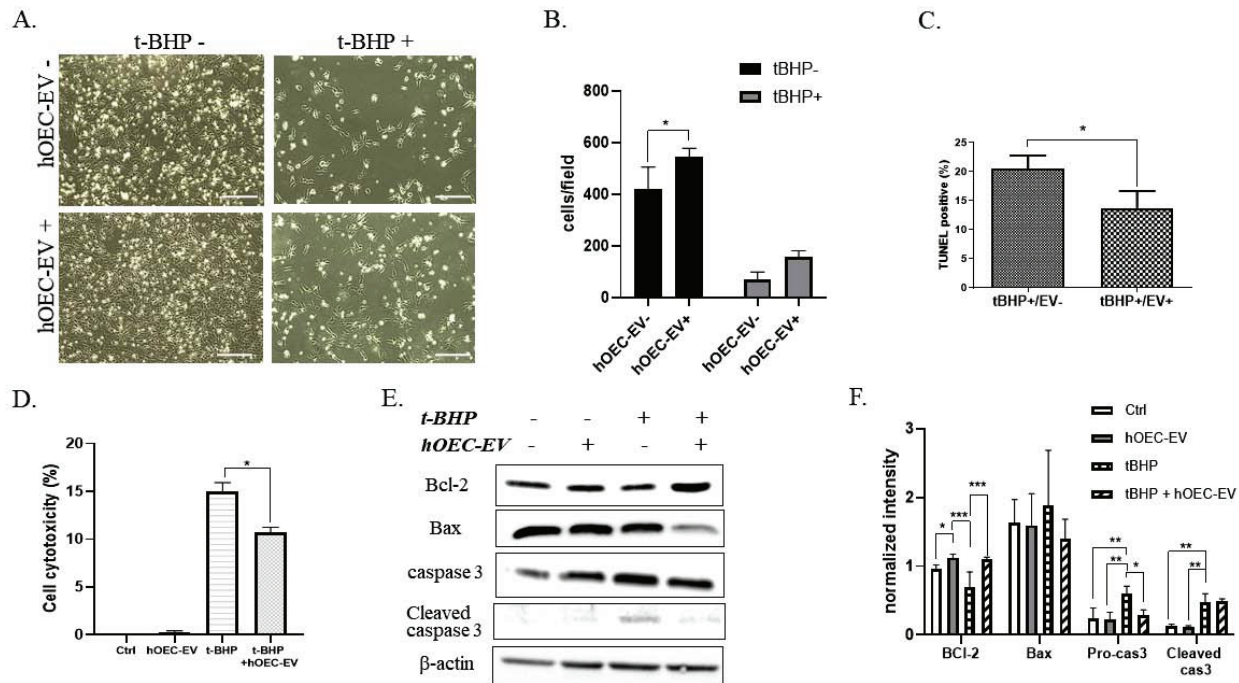 A.
t-BHP -
t-BHP +
hOEC-EV -
hOEC-EV +
B.
tBHP-
tBHP+
800
600
400
200
0
cells/field
*
hOEC-EV-
hOEC-EV+
hOEC-EV-
hOEC-EV+
C.
*
25
20
15
10
5
0
TUNEL positive (%)
tBHP+/EV-
tBHP+/EV+
D.
20
15
10
5
0
Cell cytotoxicity (%)
*
Ctrl
hOEC-EV
t-BHP
t-BHP
+hOEC-EV
E.
t-BHP - - + +
hOEC-EV - + - +
Bcl-2
Bax
caspase 3
Cleaved
caspase 3
β-actin
F.
Ctrl
hOEC-EV
tBHP
tBHP + hOEC-EV
3
2
1
0
normalized intensity
* *** ***
** ** *
** **
BCl-2
Bax
Pro-cas3
Cleaved
cas3